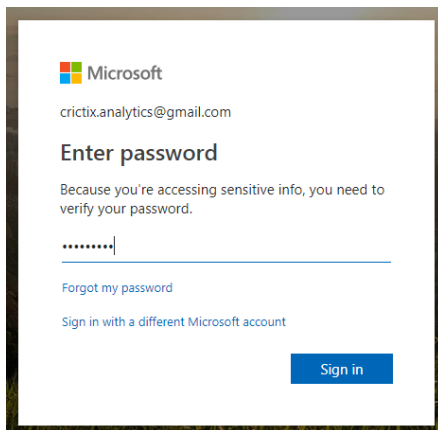 Microsoft
crictix.analytics@gmail.com
Enter password
Because you're accessing sensitive info, you need to
verify your password.
•••••••••
Forgot my password
Sign in with a different Microsoft account
Sign in